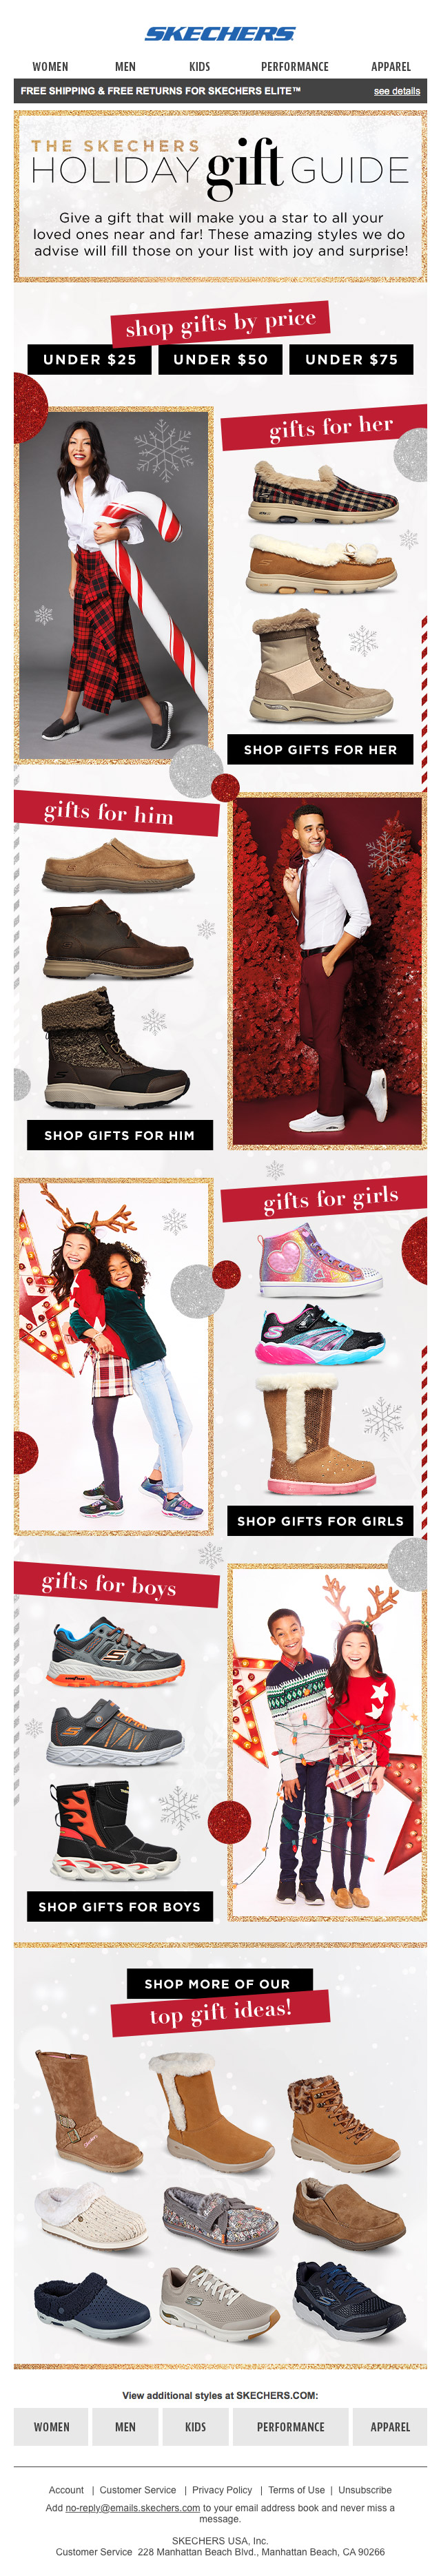 SKECHERS
WOMEN MEN KIDS PERFORMANCE APPAREL
FREE SHIPPING & FREE RETURNS FOR SKECHERS ELITE™ see details
THE SKECHERS
HOLIDAY gift GUIDE
Give a gift that will make you a star to all your
loved ones near and far! These amazing styles we do
advise will fill those on your list with joy and surprise!
shop gifts by price
UNDER $25 UNDER $50 UNDER $75
gifts for her
SHOP GIFTS FOR HER
gifts for him
SHOP GIFTS FOR HIM
gifts for girls
SHOP GIFTS FOR GIRLS
gifts for boys
SHOP GIFTS FOR BOYS
SHOP MORE OF OUR
top gift ideas!
View additional styles at SKECHERS.COM:
WOMEN MEN KIDS PERFORMANCE APPAREL
Account | Customer Service | Privacy Policy | Terms of Use | Unsubscribe
Add no-reply@emails.skechers.com to your email address book and never miss a
message.
SKECHERS USA, Inc.
Customer Service 228 Manhattan Beach Blvd., Manhattan Beach, CA 90266